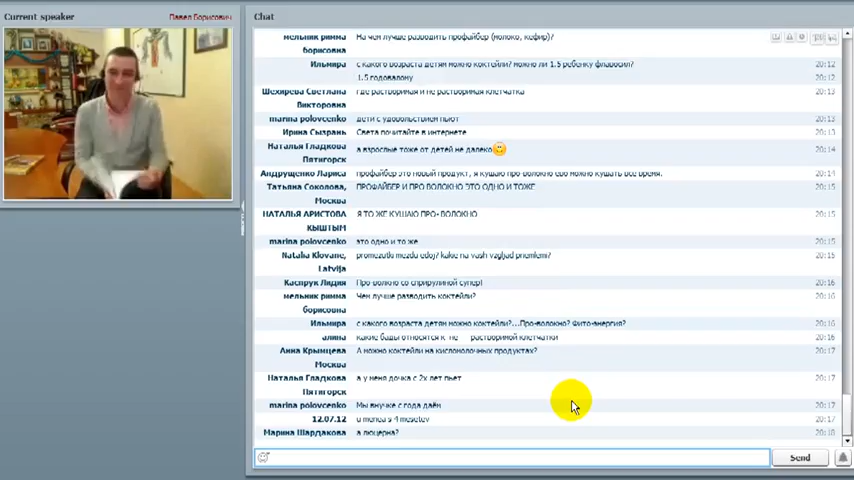 Current speaker
Павел Борисович
Chat
мельник римма борисовна
На чем лучше разводить профайбер (молоко, кефир)?
Ильмира
с какого возраста детям можно коктейли? можно ли 1.5 ребенку флавосил?
20:12
1.5 годовалому
20:12
Шехирева Светлана Викторовна
где растворимая и не растворимая клетчатка
20:13
marina polovcenko
дети с удовольствием пьют
20:13
Ирина Сызрань
Света почитайте в интернете
20:13
Наталья Гладкова Пятигорск
а взрослые тоже от детей не далеко
20:14
Андрущенко Лариса
профайбер это новый продукт, я кушаю про-волокно ево можно кушать все время.
20:14
Татьяна Соколова, Москва
ПРОФАЙБЕР И ПРО ВОЛОКНО ЭТО ОДНО И ТОЖЕ
20:15
НАТАЛЬЯ АРИСТОВА КЫШТЫМ
Я ТО ЖЕ КУШАЮ ПРО-ВОЛОКНО
20:15
marina polovcenko
это одно и то же
20:15
Natalia Klovane, Latvija
promezutki mezdu edoj? kakie na vash vzgljad priemlemi?
20:15
Каспрук Лидия
Про волкно со спирулиной супер!
20:16
мельник римма борисовна
Чем лучше разводить коктейли?
20:16
Ильмира
с какого возраста детям можно коктейли?...Про-волокно? Фито-энергия?
20:16
алина
какие бады относятся к не растворимой клетчатки
20:16
Анна Крымцева Москва
А можно коктейли на кисломолочных продуктах?
20:17
Наталья Гладкова Пятигорск
а у меня дочка с 2х лет пьет
20:17
marina polovcenko
Мы внучке с года даём
20:17
12.07.12
u menea s 4 mesetev
20:17
Марина Шардакова
а люцерна?
20:18
Send